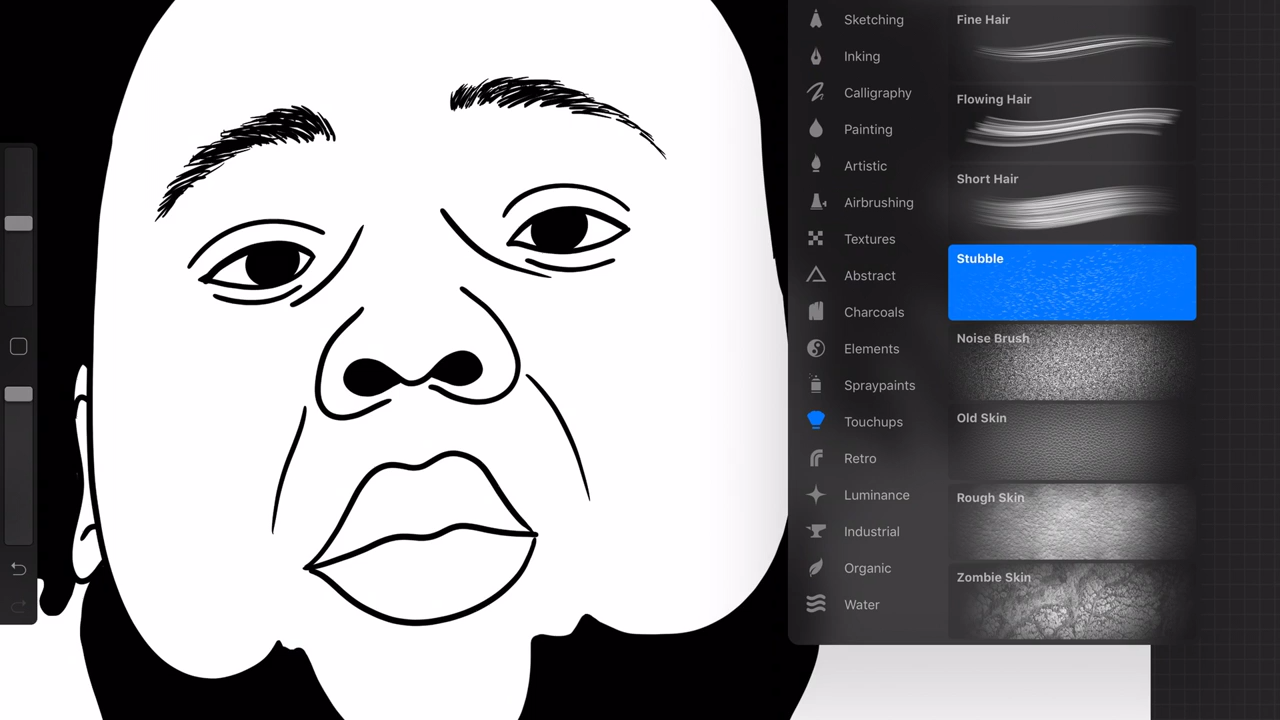 Sketching
Inking
Calligraphy
Painting
Artistic
Airbrushing
Textures
Abstract
Charcoals
Elements
Spraypaints
Touchups
Retro
Luminance
Industrial
Organic
Water
Fine Hair
Flowing Hair
Short Hair
Stubble
Noise Brush
Old Skin
Rough Skin
Zombie Skin